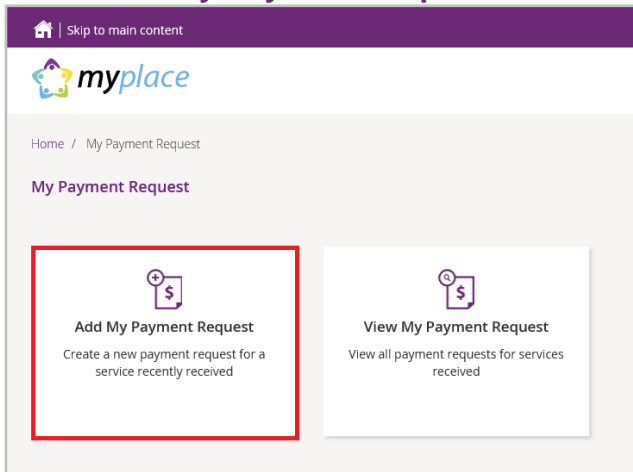 Skip to main content
myplace
Home / My Payment Request
My Payment Request
Add My Payment Request
Create a new payment request for a
service recently received
View My Payment Request
View all payment requests for services
received